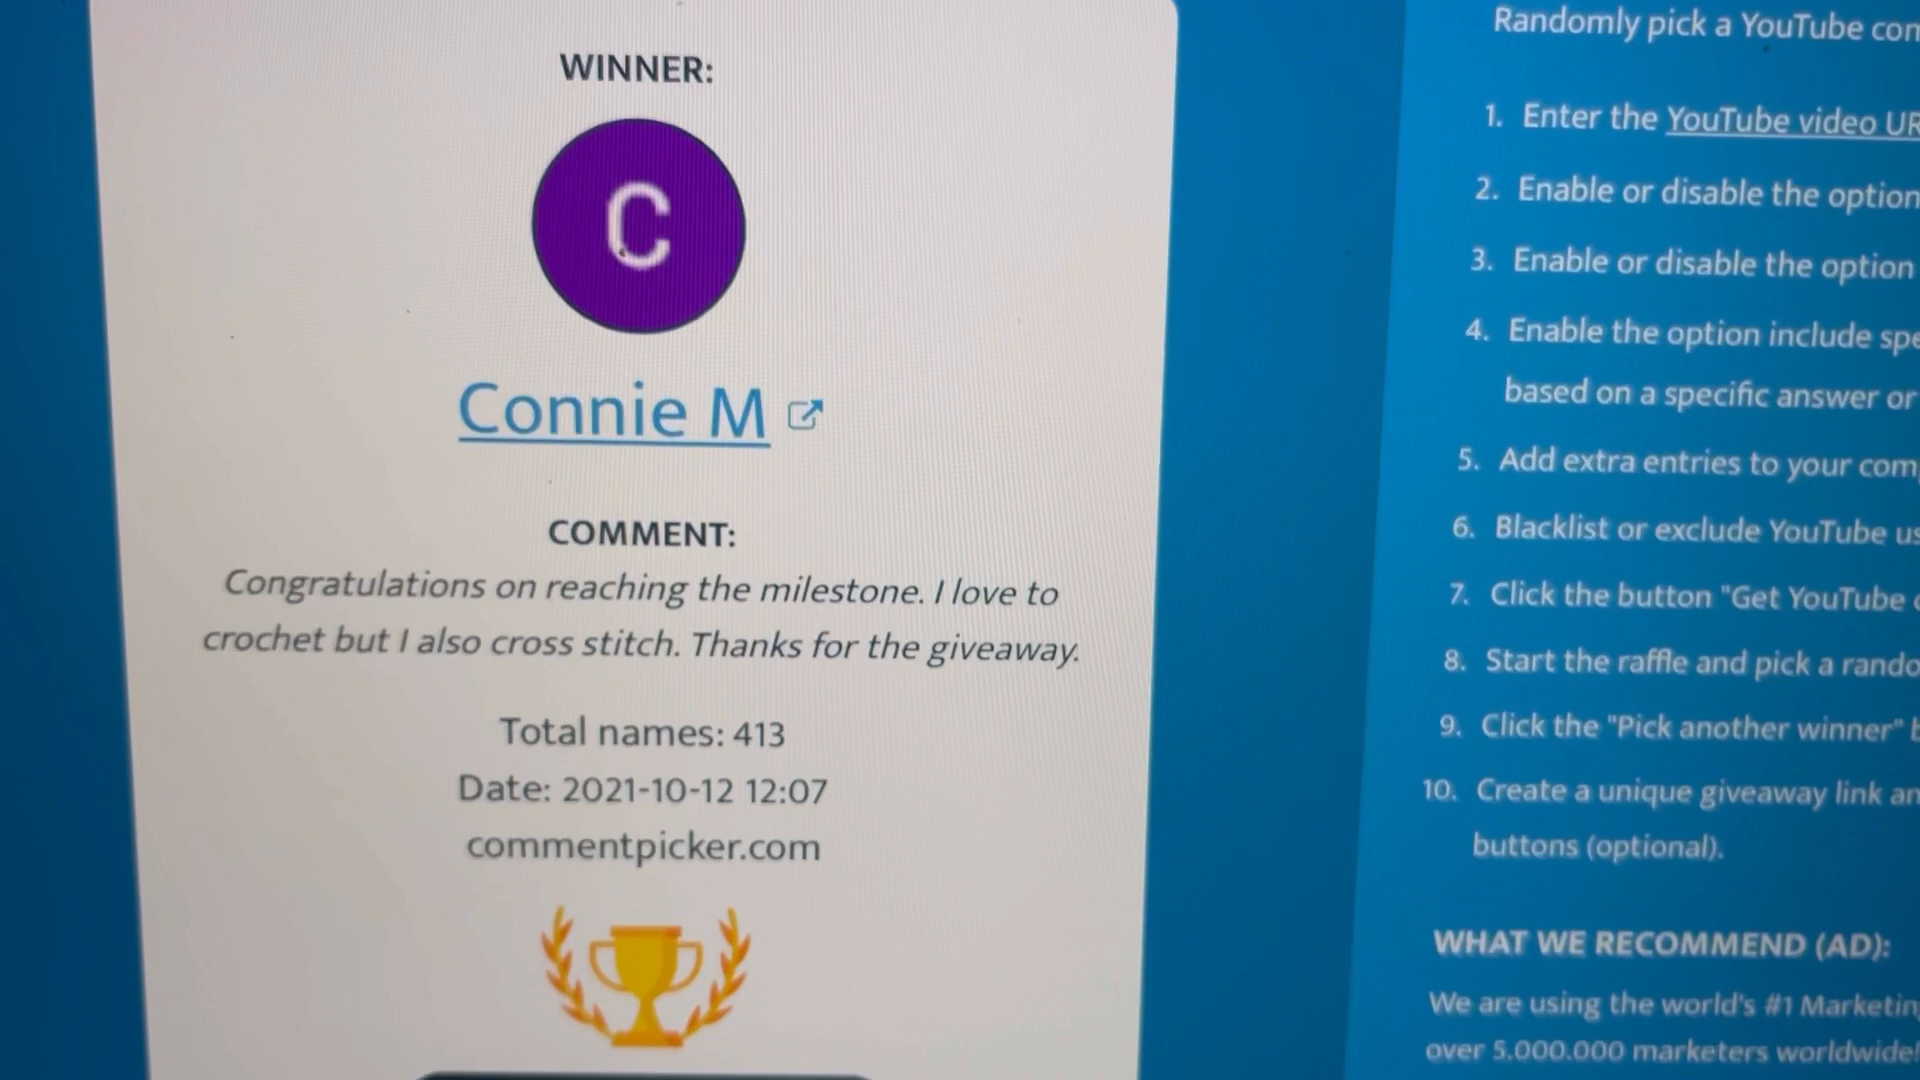 WINNER:
C
Connie M
COMMENT:
Congratulations on reaching the milestone. I love to
crochet but I also cross stitch. Thanks for the giveaway.
Total names: 413
Date: 2021-10-12 12:07
commentpicker.com
Randomly pick a YouTube
1. Enter the YouTube video
2. Enable or disable the option
3. Enable or disable the option
4. Enable the option include
based on a specific answer or
5. Add extra entries to your
6. Blacklist or exclude YouTube
7. Click the button "Get YouTube
8. Start the raffle and pick a
9. Click the "Pick another winner"
10. Create a unique giveaway link
buttons (optional).
WHAT WE RECOMMEND (AD):
We are using the world's #1
over 5.000.000 marketers worldwide!